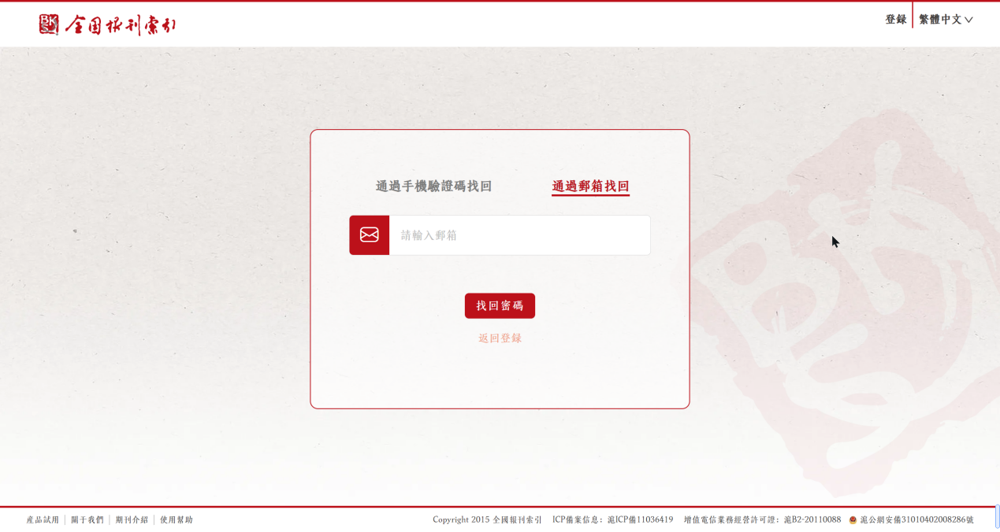 全国报刊索引
登録
繁體中文
通過手機驗證碼找回
通過郵箱找回
請輸入郵箱
找回密碼
返回登録
産品試用 關于我們 期刊介紹 使用幫助
Copyright 2015 全國報刊索引 ICP備案信息：滬ICP備11036419 增值電信業務經營許可證：滬B2-20110088 滬公網安備31010402008286號